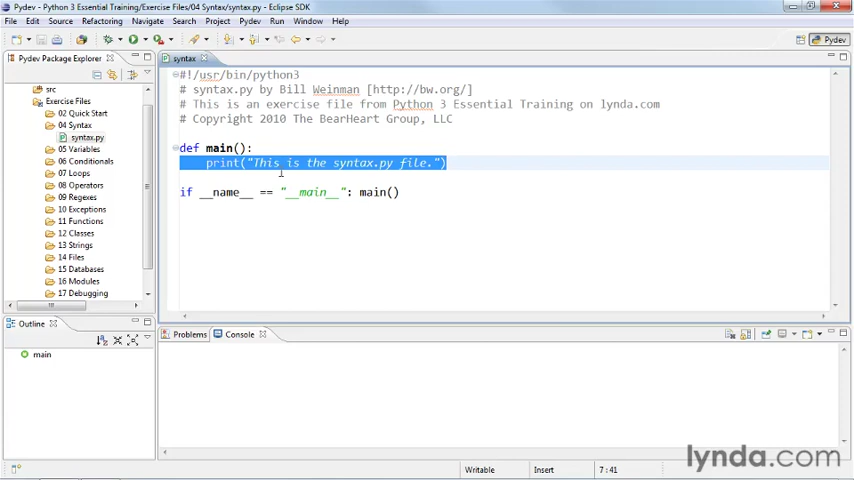 Pydev - Python 3 Essential Training/Exercise Files/04 Syntax/syntax.py - Eclipse SDK
File Edit Source Refactoring Navigate Search Project Pydev Run Window Help
Pydev
Pydev Package Explorer
src
Exercise Files
02 Quick Start
04 Syntax
syntax.py
05 Variables
06 Conditionals
07 Loops
08 Operators
09 Regexes
10 Exceptions
11 Functions
12 Classes
13 Strings
14 Files
15 Databases
16 Modules
17 Debugging
Outline
main
syntax
#!/usr/bin/python3
# syntax.py by Bill Weinman [http://bw.org/]
# This is an exercise file from Python 3 Essential Training on lynda.com
# Copyright 2010 The BearHeart Group, LLC
def main():
print("This is the syntax.py file.")
if __name__ == "__main__": main()
Problems Console
Writable Insert 7 : 41
lynda.com